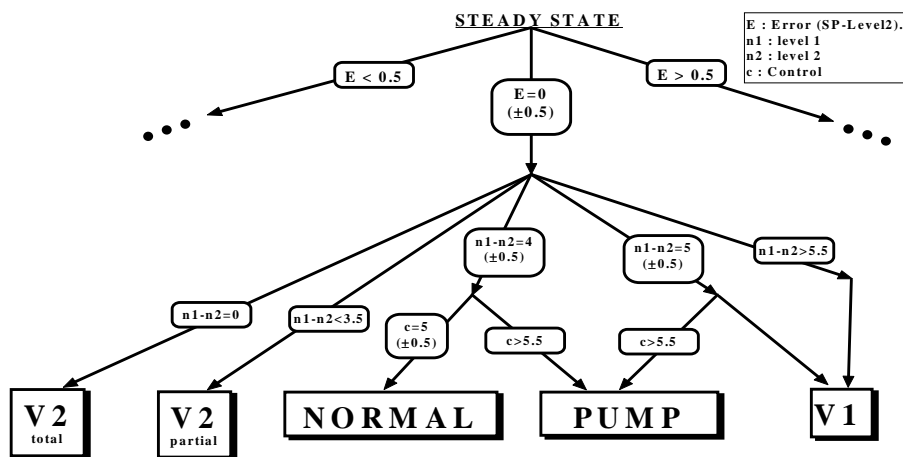 STEADY STATE
E : Error (SP-Level2).
n1 : level 1
n2 : level 2
c : Control
E < 0.5
E=0
(±0.5)
E > 0.5
n1-n2=0
n1-n2<3.5
n1-n2=4
(±0.5)
n1-n2=5
(±0.5)
n1-n2>5.5
c=5
(±0.5)
c>5.5
c>5.5
V2
total
V2
partial
NORMAL
PUMP
V1